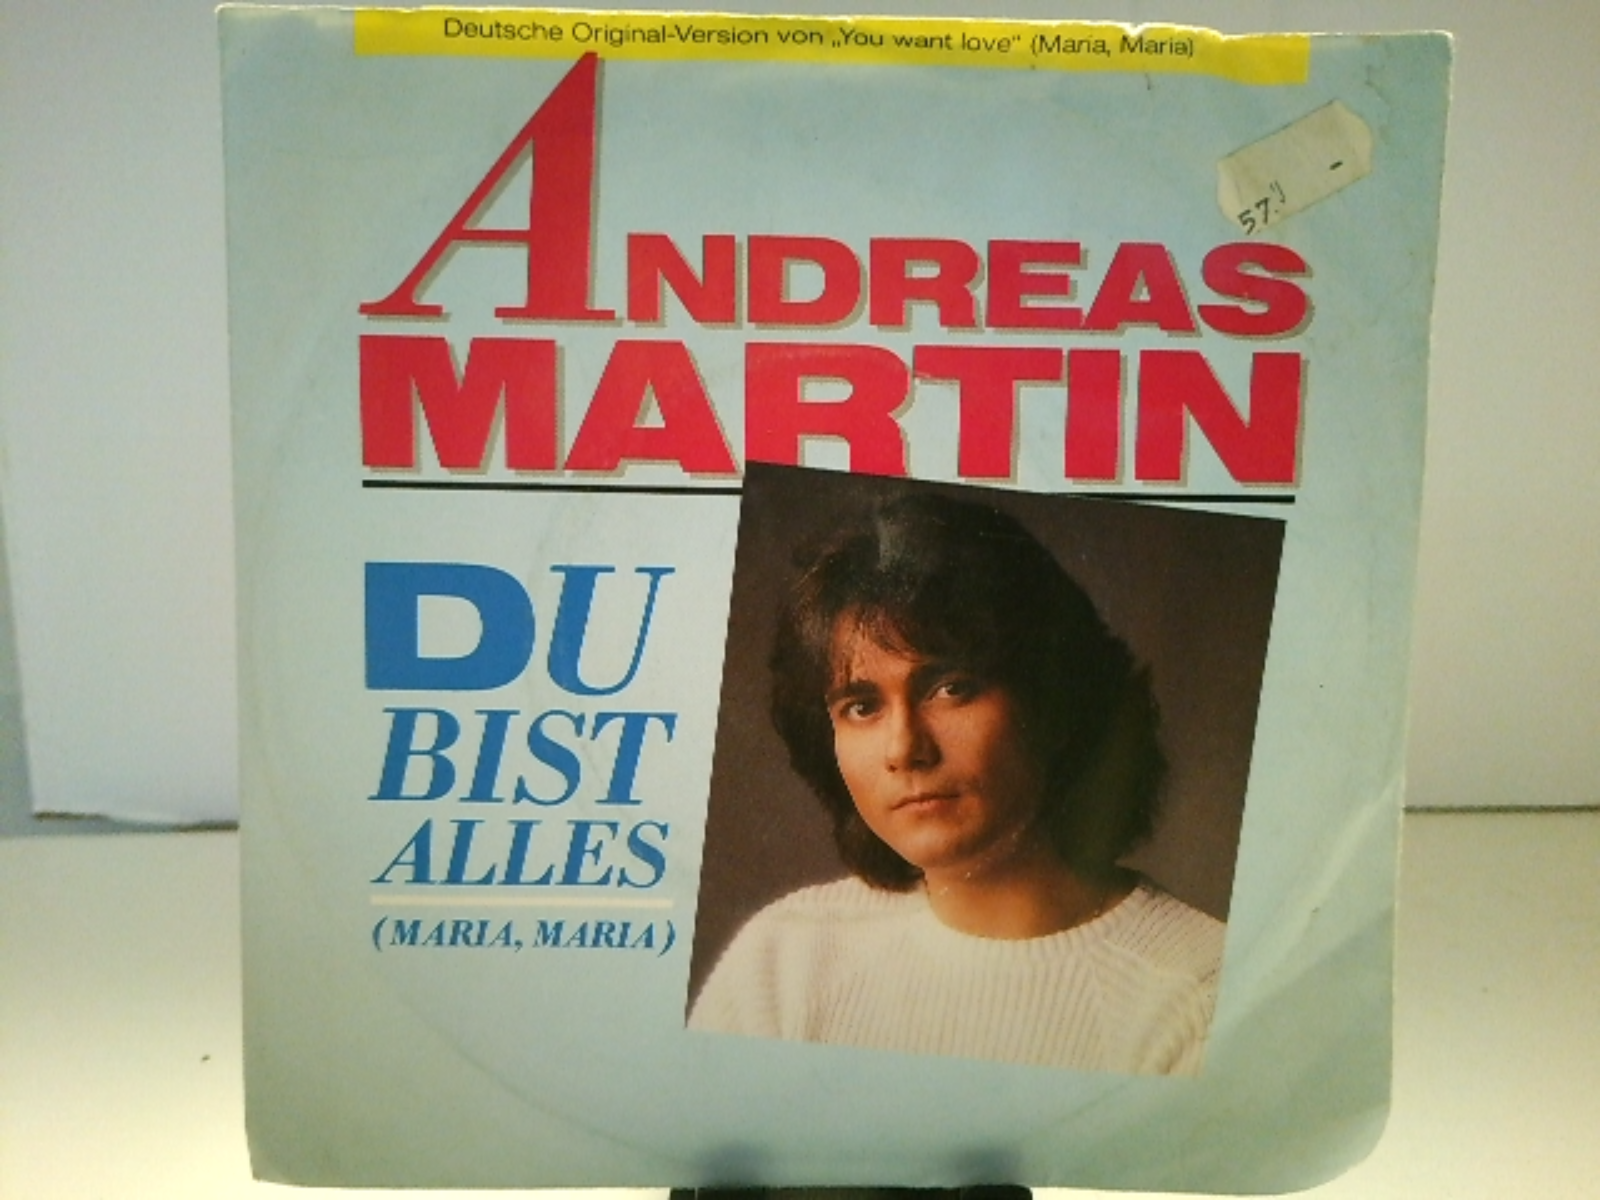 Deutsche Original-Version von „You want love“ (Maria, Maria)
ANDREAS
MARTIN
DU
BIST
ALLES
(MARIA, MARIA)